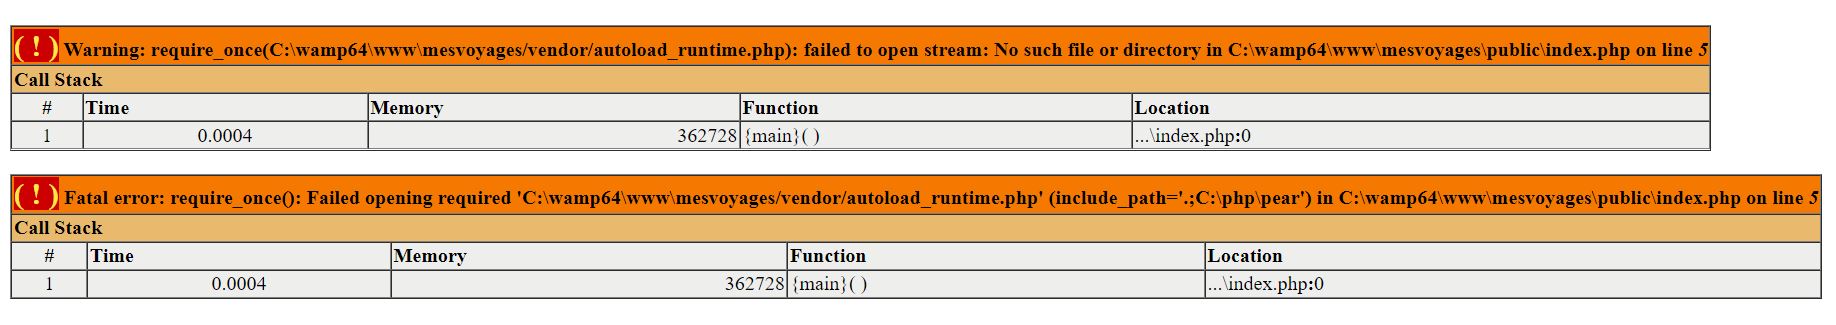 ( ! ) Warning: require_once(C:\wamp64\www\mesvoyages/vendor/autoload_runtime.php): failed to open stream: No such file or directory in C:\wamp64\www\mesvoyages\public\index.php on line 5
Call Stack
# Time Memory Function Location
1 0.0004 362728 {main}( ) ...\index.php:0
( ! ) Fatal error: require_once(): Failed opening required 'C:\wamp64\www\mesvoyages/vendor/autoload_runtime.php' (include_path='.;C:\php\pear') in C:\wamp64\www\mesvoyages\public\index.php on line 5
Call Stack
# Time Memory Function Location
1 0.0004 362728 {main}( ) ...\index.php:0